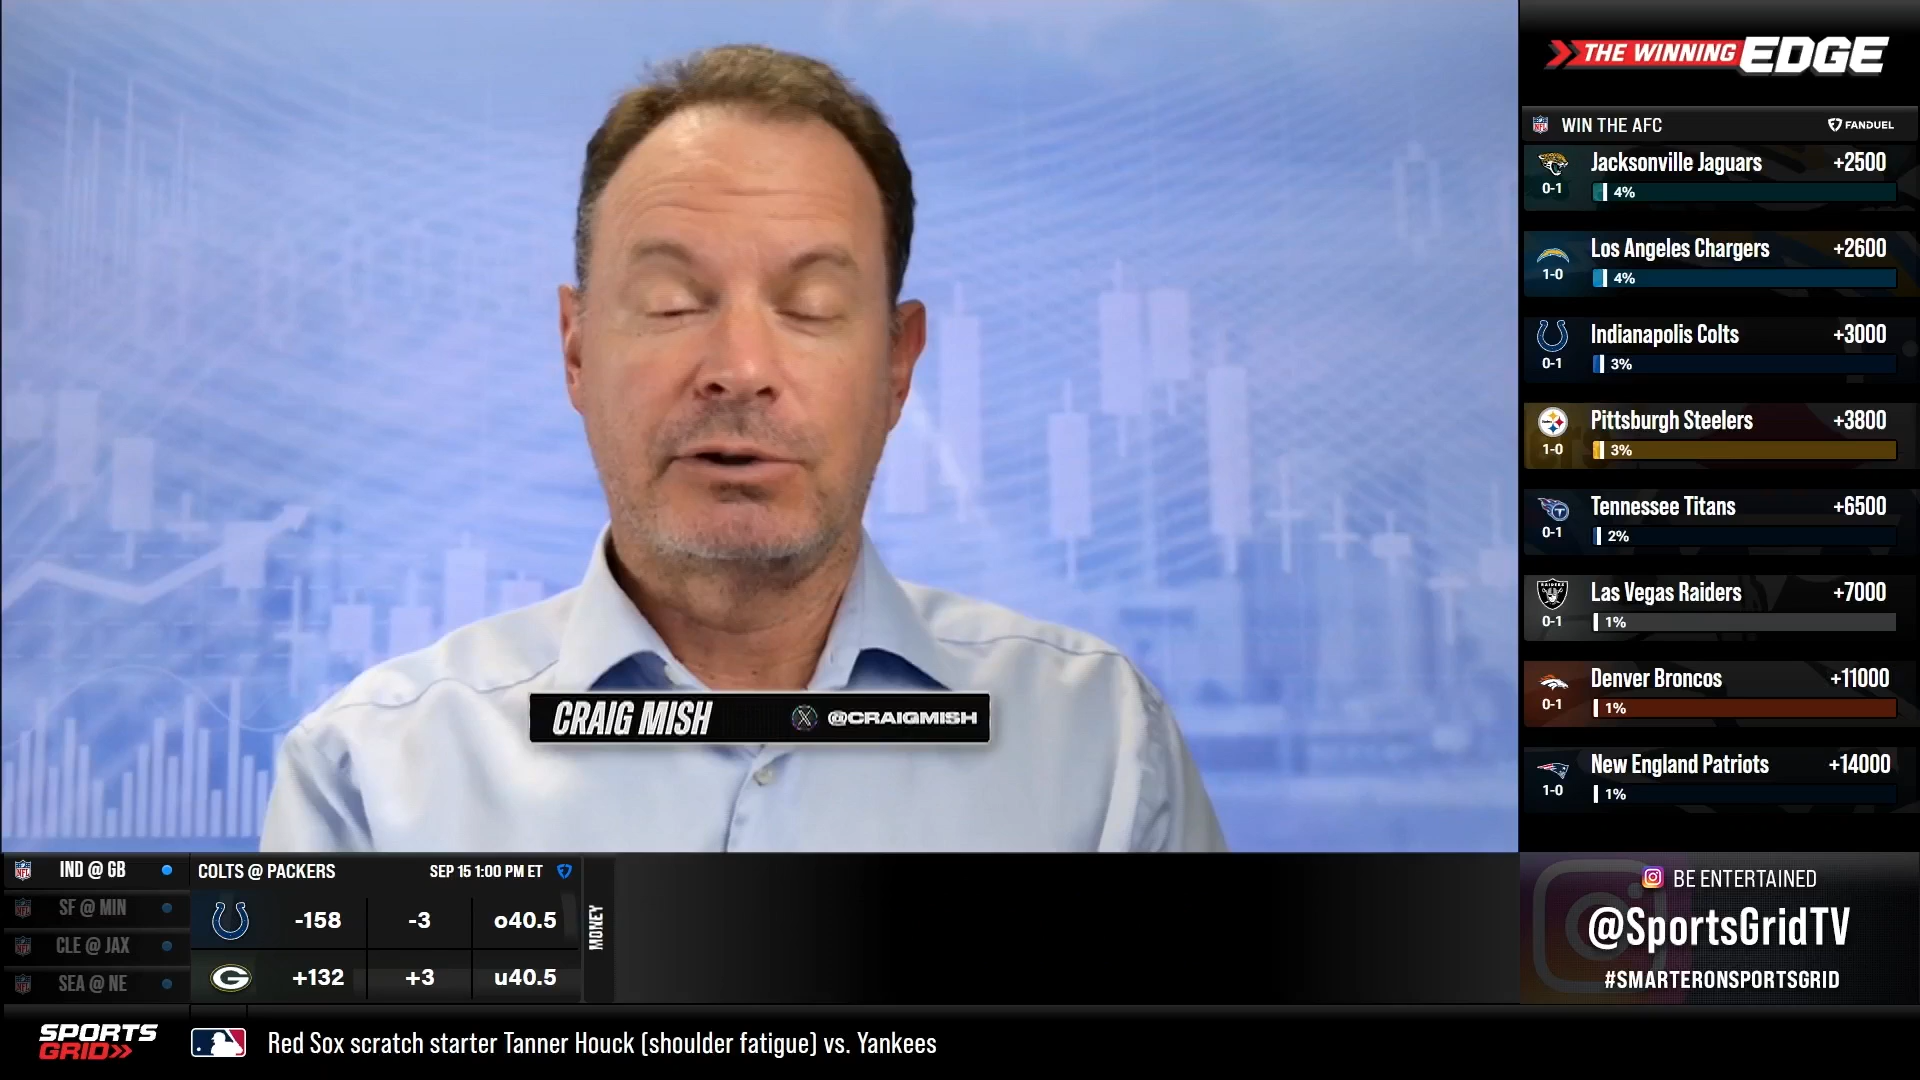 THE WINNING EDGE
WIN THE AFC
FANDUEL
Jacksonville Jaguars +2500
0-1 4%
Los Angeles Chargers +2600
1-0 4%
Indianapolis Colts +3000
0-1 3%
Pittsburgh Steelers +3800
1-0 3%
Tennessee Titans +6500
0-1 2%
Las Vegas Raiders +7000
0-1 1%
Denver Broncos +11000
0-1 1%
New England Patriots +14000
1-0 1%
CRAIG MISH @CRAIGMISH
IND @ GB
SF @ MIN
CLE @ JAX
SEA @ NE
COLTS @ PACKERS SEP 15 1:00 PM ET
-158 -3 o40.5
+132 +3 u40.5
MONEY
BE ENTERTAINED
@SportsGridTV
#SMARTERONSPORTSGRID
SPORTS
GRID
Red Sox scratch starter Tanner Houck (shoulder fatigue) vs. Yankees